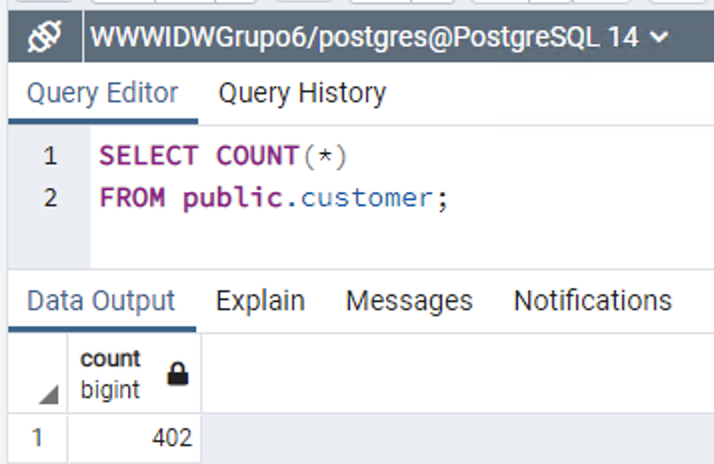 WWWIDWGrupo6/postgres@PostgreSQL 14
Query Editor Query History
1 SELECT COUNT(*)
2 FROM public.customer;
Data Output Explain Messages Notifications
count
bigint
1 402